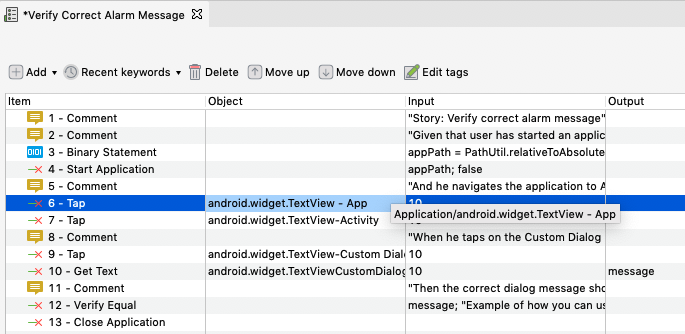 *Verify Correct Alarm Message
Add Recent keywords Delete Move up Move down Edit tags
Item Object Input Output
1 - Comment "Story: Verify correct alarm message"
2 - Comment "Given that user has started an applic
3 - Binary Statement appPath = PathUtil.relativeToAbsolute
4 - Start Application appPath; false
5 - Comment "And he navigates the application to A
6 - Tap android.widget.TextView - App 10
Application/android.widget.TextView - App
7 - Tap android.widget.TextView-Activity
8 - Comment "When he taps on the Custom Dialog
9 - Tap android.widget.TextView-Custom Dialo 10
10 - Get Text android.widget.TextViewCustomDialog 10 message
11 - Comment "Then the correct dialog message sho
12 - Verify Equal message; "Example of how you can us
13 - Close Application